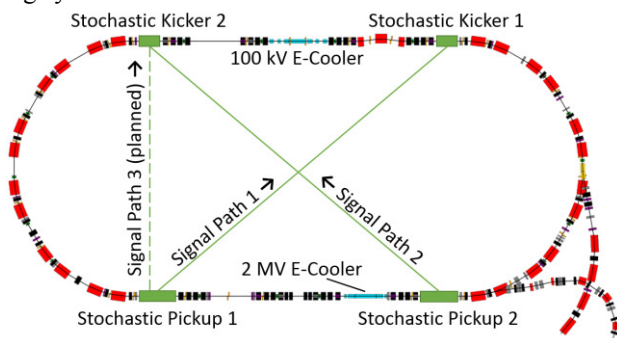 Stochastic Kicker 2
Stochastic Kicker 1
100 kV E-Cooler
Signal Path 3 (planned) →
Signal Path 1 →
← Signal Path 2
2 MV E-Cooler
Stochastic Pickup 1
Stochastic Pickup 2